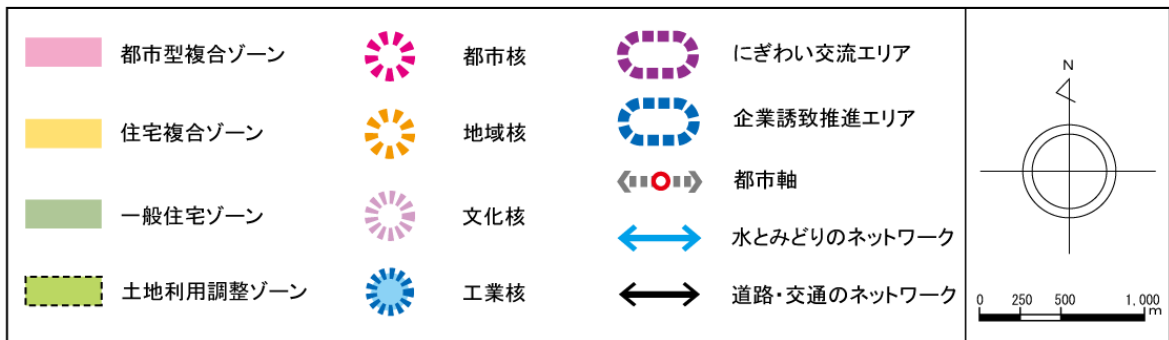 都市型複合ゾーン
住宅複合ゾーン
一般住宅ゾーン
土地利用調整ゾーン
都市核
地域核
文化核
工業核
にぎわい交流エリア
企業誘致推進エリア
都市軸
水とみどりのネットワーク
道路・交通のネットワーク
N
0 250 500 1,000
m